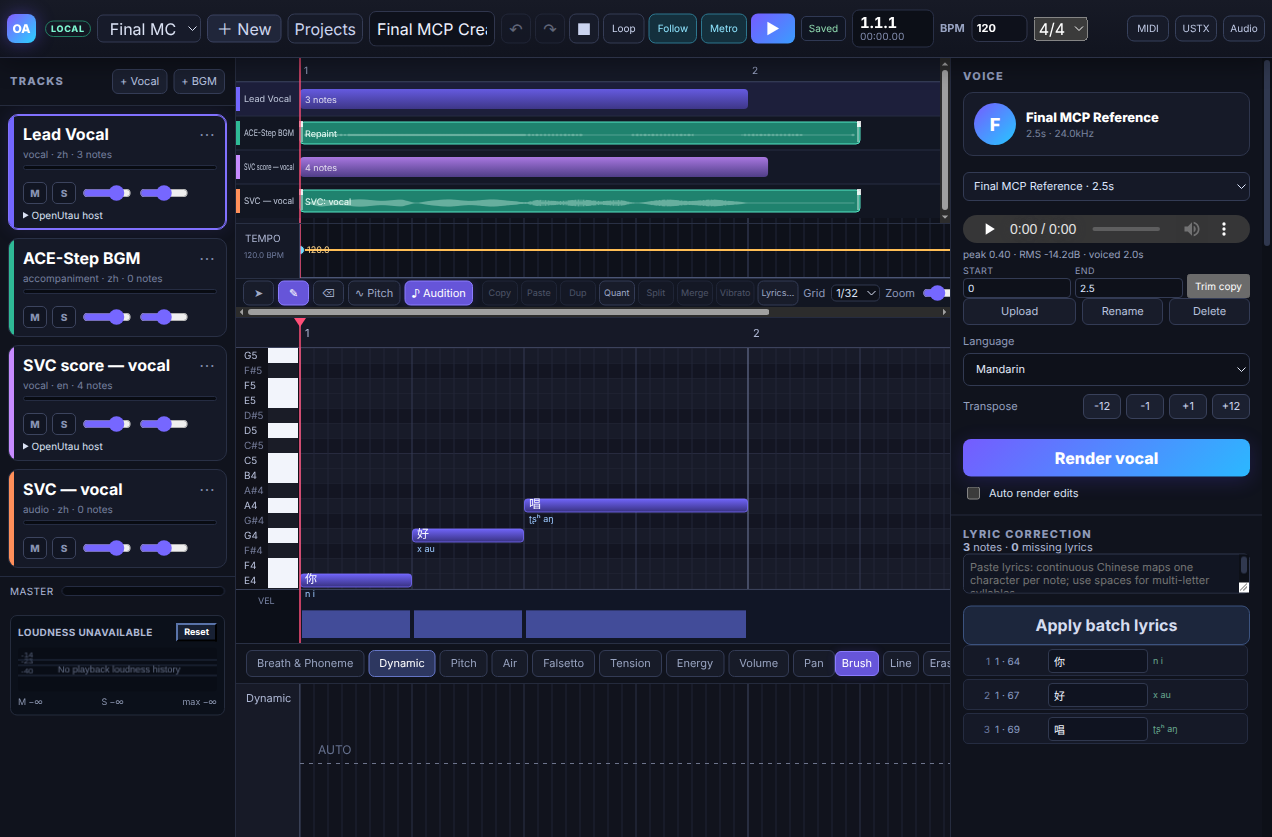 OA LOCAL Final MC + New Projects Final MCP Crea Loop Follow Metro Saved 1.1.1 00:00.00 BPM 120 4/4 MIDI USTX Audio
TRACKS + Vocal + BGM
Lead Vocal ...
vocal · zh · 3 notes
M S
OpenUtau host
ACE-Step BGM ...
accompaniment · zh · 0 notes
M S
SVC score — vocal ...
vocal · en · 4 notes
M S
OpenUtau host
SVC — vocal ...
audio · zh · 0 notes
M S
MASTER
LOUDNESS UNAVAILABLE Reset
-14
-23
-40
No playback loudness history
M −∞ S −∞ max −∞
1 2
Lead Vocal 3 notes
ACE-Step BGM Repaint
SVC score — vocal 4 notes
SVC — vocal SVC: vocal
TEMPO
120.0 BPM
120.0
Pitch Audition Copy Paste Dup Quant Split Merge Vibrato Lyrics... Grid 1/32 Zoom
1 2
G5
F#5
F5
E5
D#5
D5
C#5
C5
B4
A#4
A4 唱
G#4 ʈʂʰ aŋ
G4 好
F#4 x au
F4
E4 你
n i
VEL
Breath & Phoneme Dynamic Pitch Air Falsetto Tension Energy Volume Pan Brush Line Eras
Dynamic
AUTO
VOICE
F
Final MCP Reference
2.5s · 24.0kHz
Final MCP Reference · 2.5s
0:00 / 0:00
peak 0.40 · RMS -14.2dB · voiced 2.0s
START END
0 2.5 Trim copy
Upload Rename Delete
Language
Mandarin
Transpose -12 -1 +1 +12
Render vocal
Auto render edits
LYRIC CORRECTION
3 notes · 0 missing lyrics
Paste lyrics: continuous Chinese maps one
character per note; use spaces for multi-letter
syllables.
Apply batch lyrics
1 1 · 64 你 n i
2 1 · 67 好 x au
3 1 · 69 唱 ʈʂʰ aŋ